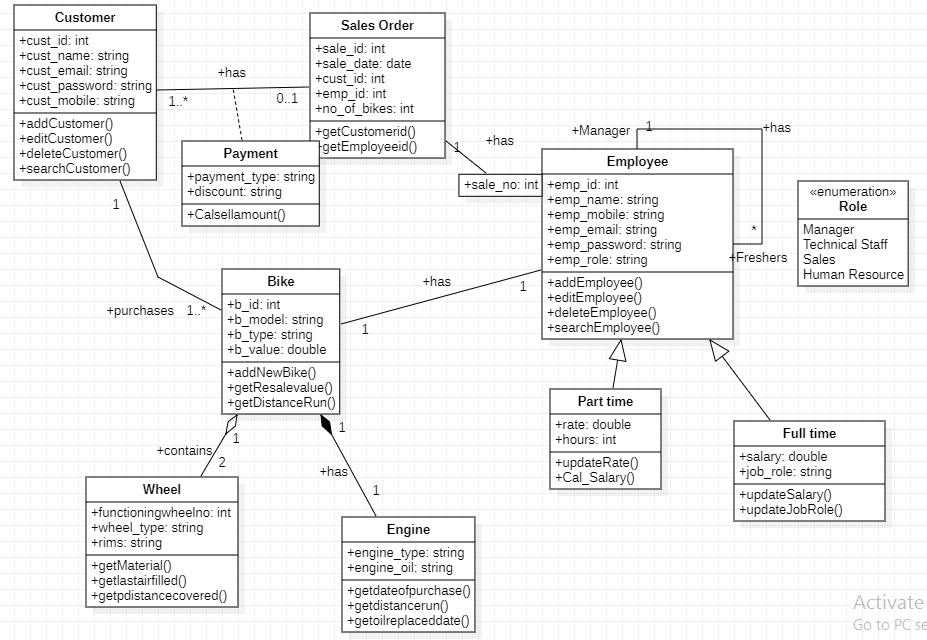 Customer
+cust_id: int
+cust_name: string
+cust_email: string
+cust_password: string
+cust_mobile: string
+addCustomer()
+editCustomer()
+deleteCustomer()
+searchCustomer()
+has
1..*
0..1
Sales Order
+sale_id: int
+sale_date: date
+cust_id: int
+emp_id: int
+no_of_bikes: int
+getCustomerid()
+getEmployeeid()
Payment
+payment_type: string
+discount: string
+Calsellamount()
1
+has
+sale_no: int
+Manager
1
+has
*
+Freshers
Employee
+emp_id: int
+emp_name: string
+emp_mobile: string
+emp_email: string
+emp_password: string
+emp_role: string
+addEmployee()
+editEmployee()
+deleteEmployee()
+searchEmployee()
«enumeration»
Role
Manager
Technical Staff
Sales
Human Resource
1
+purchases
1..*
Bike
+b_id: int
+b_model: string
+b_type: string
+b_value: double
+addNewBike()
+getResalevalue()
+getDistanceRun()
+has
1
1
Part time
+rate: double
+hours: int
+updateRate()
+Cal_Salary()
Full time
+salary: double
+job_role: string
+updateSalary()
+updateJobRole()
1
+contains
2
1
+has
1
Wheel
+functioningwheelno: int
+wheel_type: string
+rims: string
+getMaterial()
+getlastairfilled()
+getpdistancecovered()
Engine
+engine_type: string
+engine_oil: string
+getdateofpurchase()
+getdistancerun()
+getoilreplaceddate()
Activate
Go to PC se